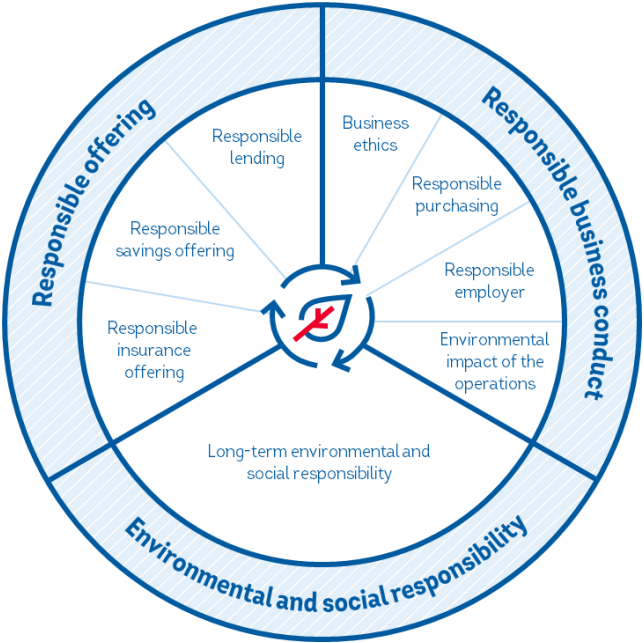 Responsible offering
Responsible business conduct
Environmental and social responsibility
Responsible
lending
Business
ethics
Responsible
purchasing
Responsible
savings offering
Responsible
employer
Responsible
insurance
offering
Environmental
impact of the
operations
Long-term environmental and
social responsibility